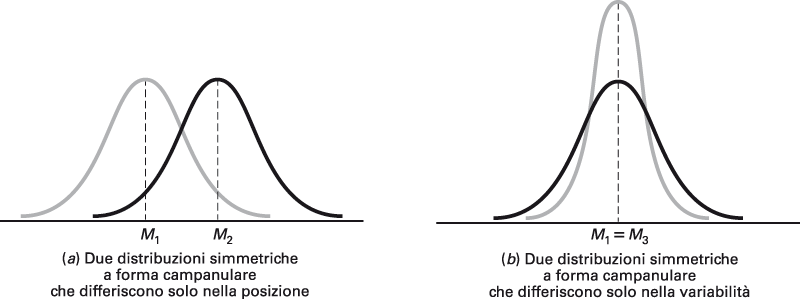 M₁ M₂
(a) Due distribuzioni simmetriche
a forma campanulare
che differiscono solo nella posizione
M₁ = M₃
(b) Due distribuzioni simmetriche
a forma campanulare
che differiscono solo nella variabilità